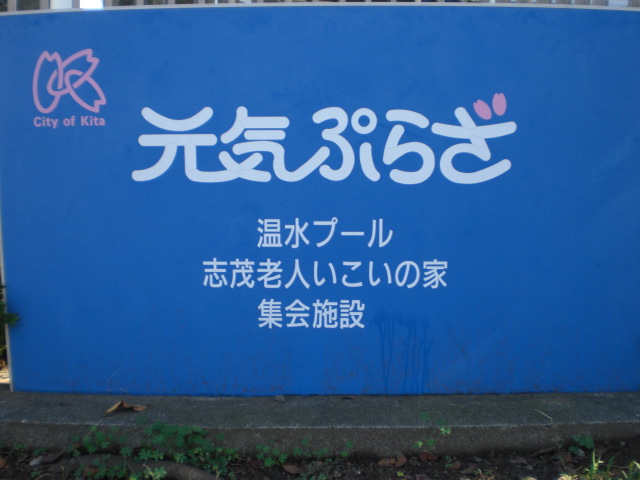 City of Kita
元気ぷらざ
温水プール
志茂老人いこいの家
集会施設